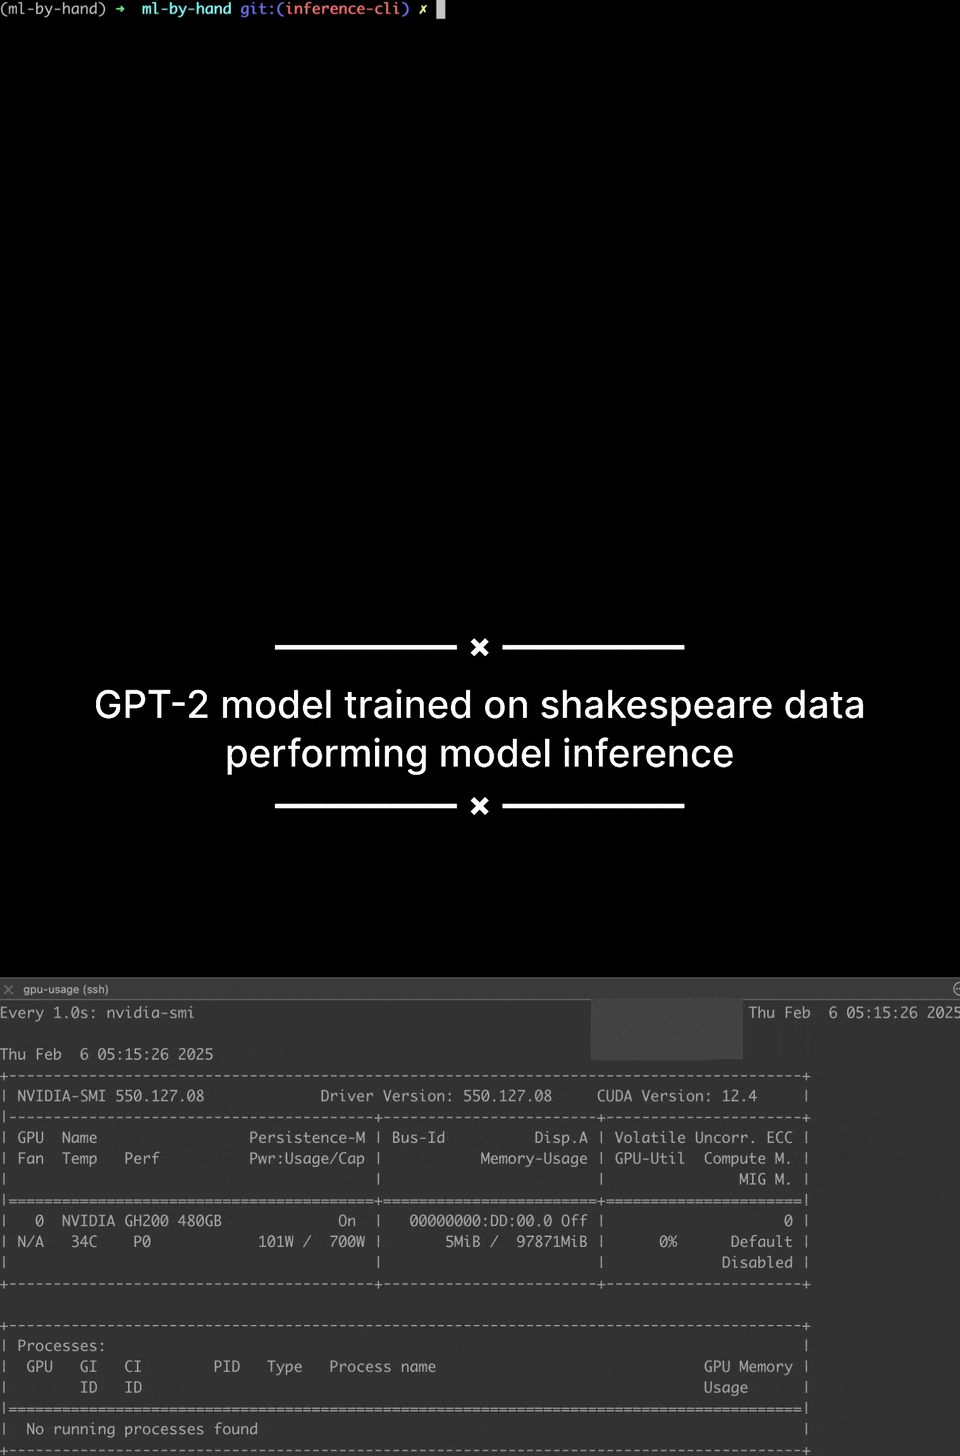 (ml-by-hand) ➜  ml-by-hand git:(inference-cli) ✗
GPT-2 model trained on shakespeare data
performing model inference
gpu-usage (ssh)
Every 1.0s: nvidia-smi                                                              Thu Feb  6 05:15:26 2025
Thu Feb  6 05:15:26 2025
+-----------------------------------------------------------------------------------------+
| NVIDIA-SMI 550.127.08             Driver Version: 550.127.08     CUDA Version: 12.4     |
|-----------------------------------------+------------------------+----------------------+
| GPU  Name                 Persistence-M | Bus-Id          Disp.A | Volatile Uncorr. ECC |
| Fan  Temp   Perf          Pwr:Usage/Cap |           Memory-Usage | GPU-Util  Compute M. |
|                                         |                        |               MIG M. |
|=========================================+========================+======================|
|   0  NVIDIA GH200 480GB             On  |   00000000:DD:00.0 Off |                    0 |
| N/A   34C    P0            101W /  700W |       5MiB /  97871MiB |      0%      Default |
|                                         |                        |             Disabled |
+-----------------------------------------+------------------------+----------------------+
+-----------------------------------------------------------------------------------------+
| Processes:                                                                              |
|  GPU   GI   CI        PID   Type   Process name                              GPU Memory |
|        ID   ID                                                               Usage      |
|=========================================================================================|
|  No running processes found                                                             |
+-----------------------------------------------------------------------------------------+